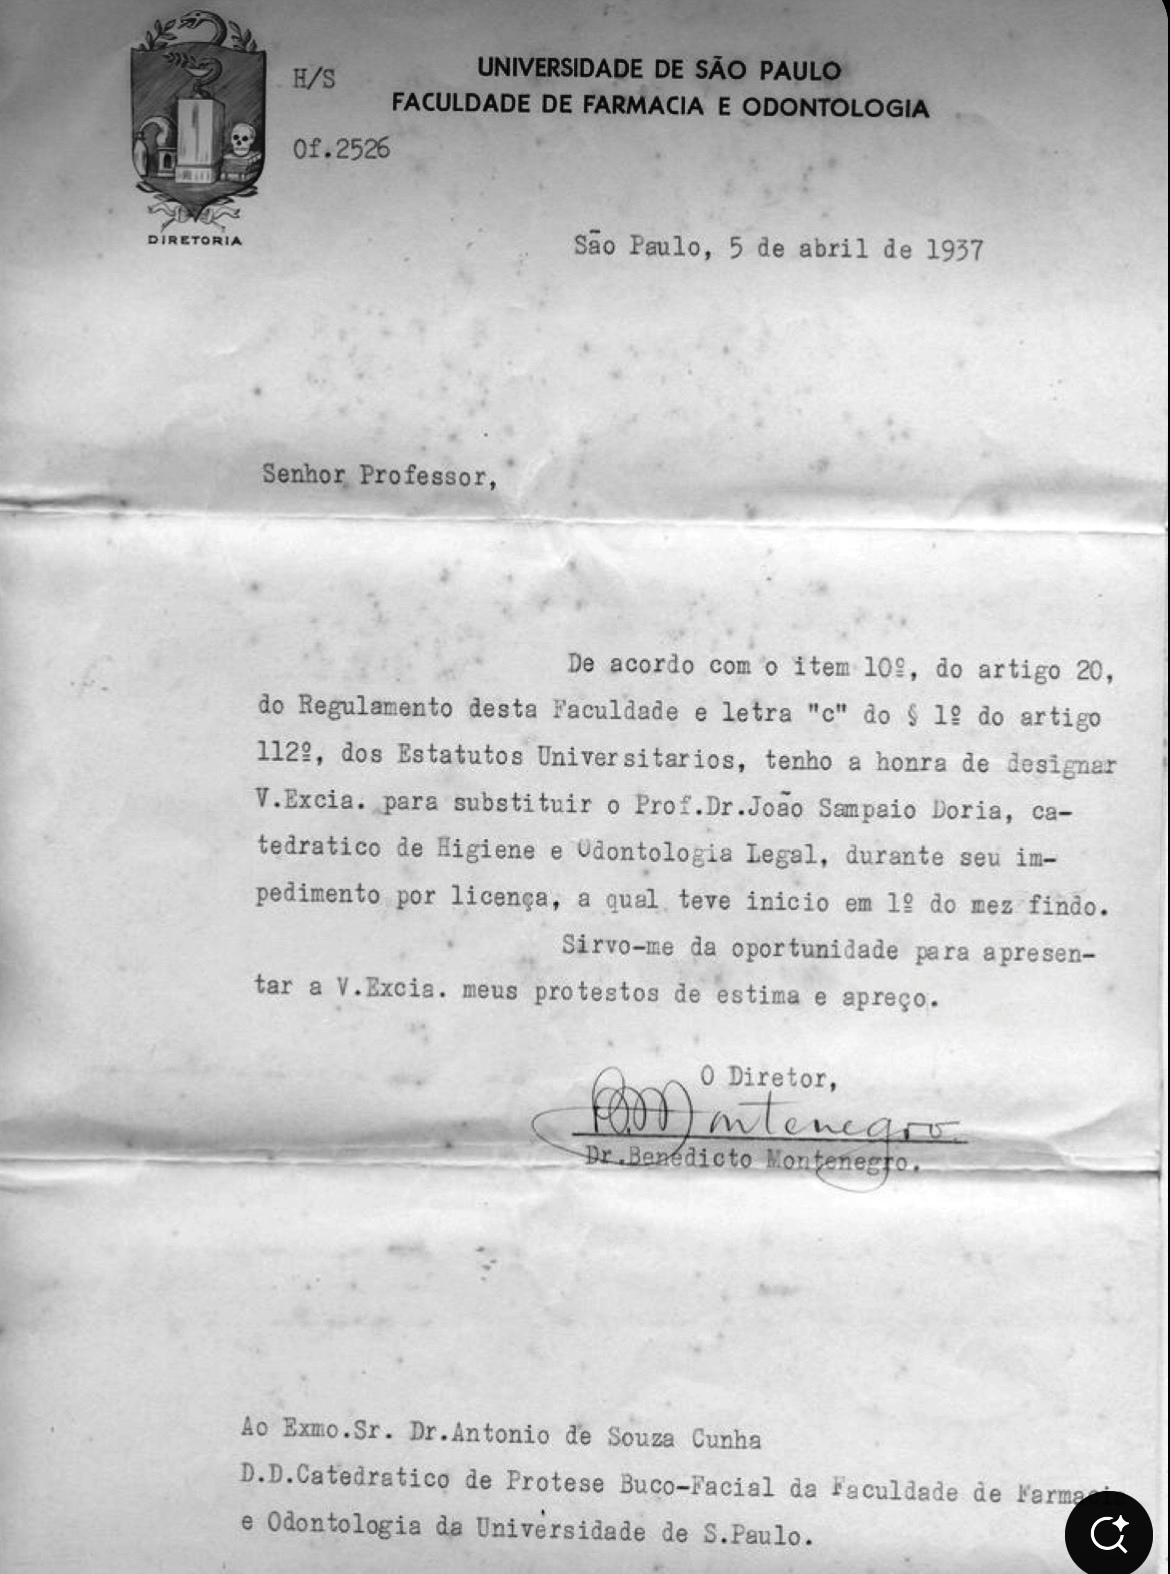 H/S
UNIVERSIDADE DE SÃO PAULO
FACULDADE DE FARMACIA E ODONTOLOGIA
Of.2526
DIRETORIA
São Paulo, 5 de abril de 1937
Senhor Professor,
De acordo com o item 10º, do artigo 20,
do Regulamento desta Faculdade e letra "c" do § 1º do artigo
112º, dos Estatutos Universitarios, tenho a honra de designar
V.Excia. para substituir o Prof.Dr.João Sampaio Doria, ca-
tedratico de Higiene e Odontologia Legal, durante seu im-
pedimento por licença, a qual teve inicio em 1º do mez findo.
Sirvo-me da oportunidade para apresen-
tar a V.Excia. meus protestos de estima e apreço.
O Diretor,
Montenegro
Dr.Benedicto Montenegro.
Ao Exmo.Sr. Dr.Antonio de Souza Cunha
D.D.Catedratico de Protese Buco-Facial da Faculdade de Farmacia
e Odontologia da Universidade de S.Paulo.